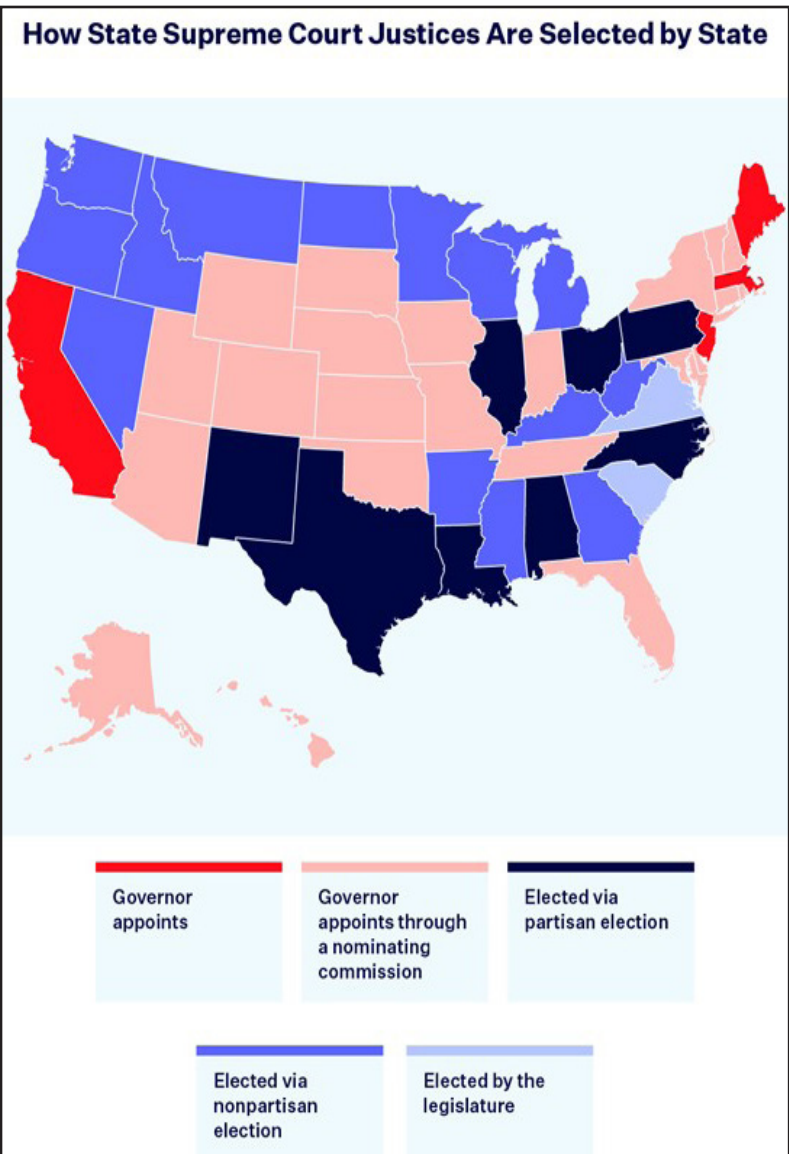 How State Supreme Court Justices Are Selected by State
Governor
appoints
Governor
appoints through
a nominating
commission
Elected via
partisan election
Elected via
nonpartisan
election
Elected by the
legislature